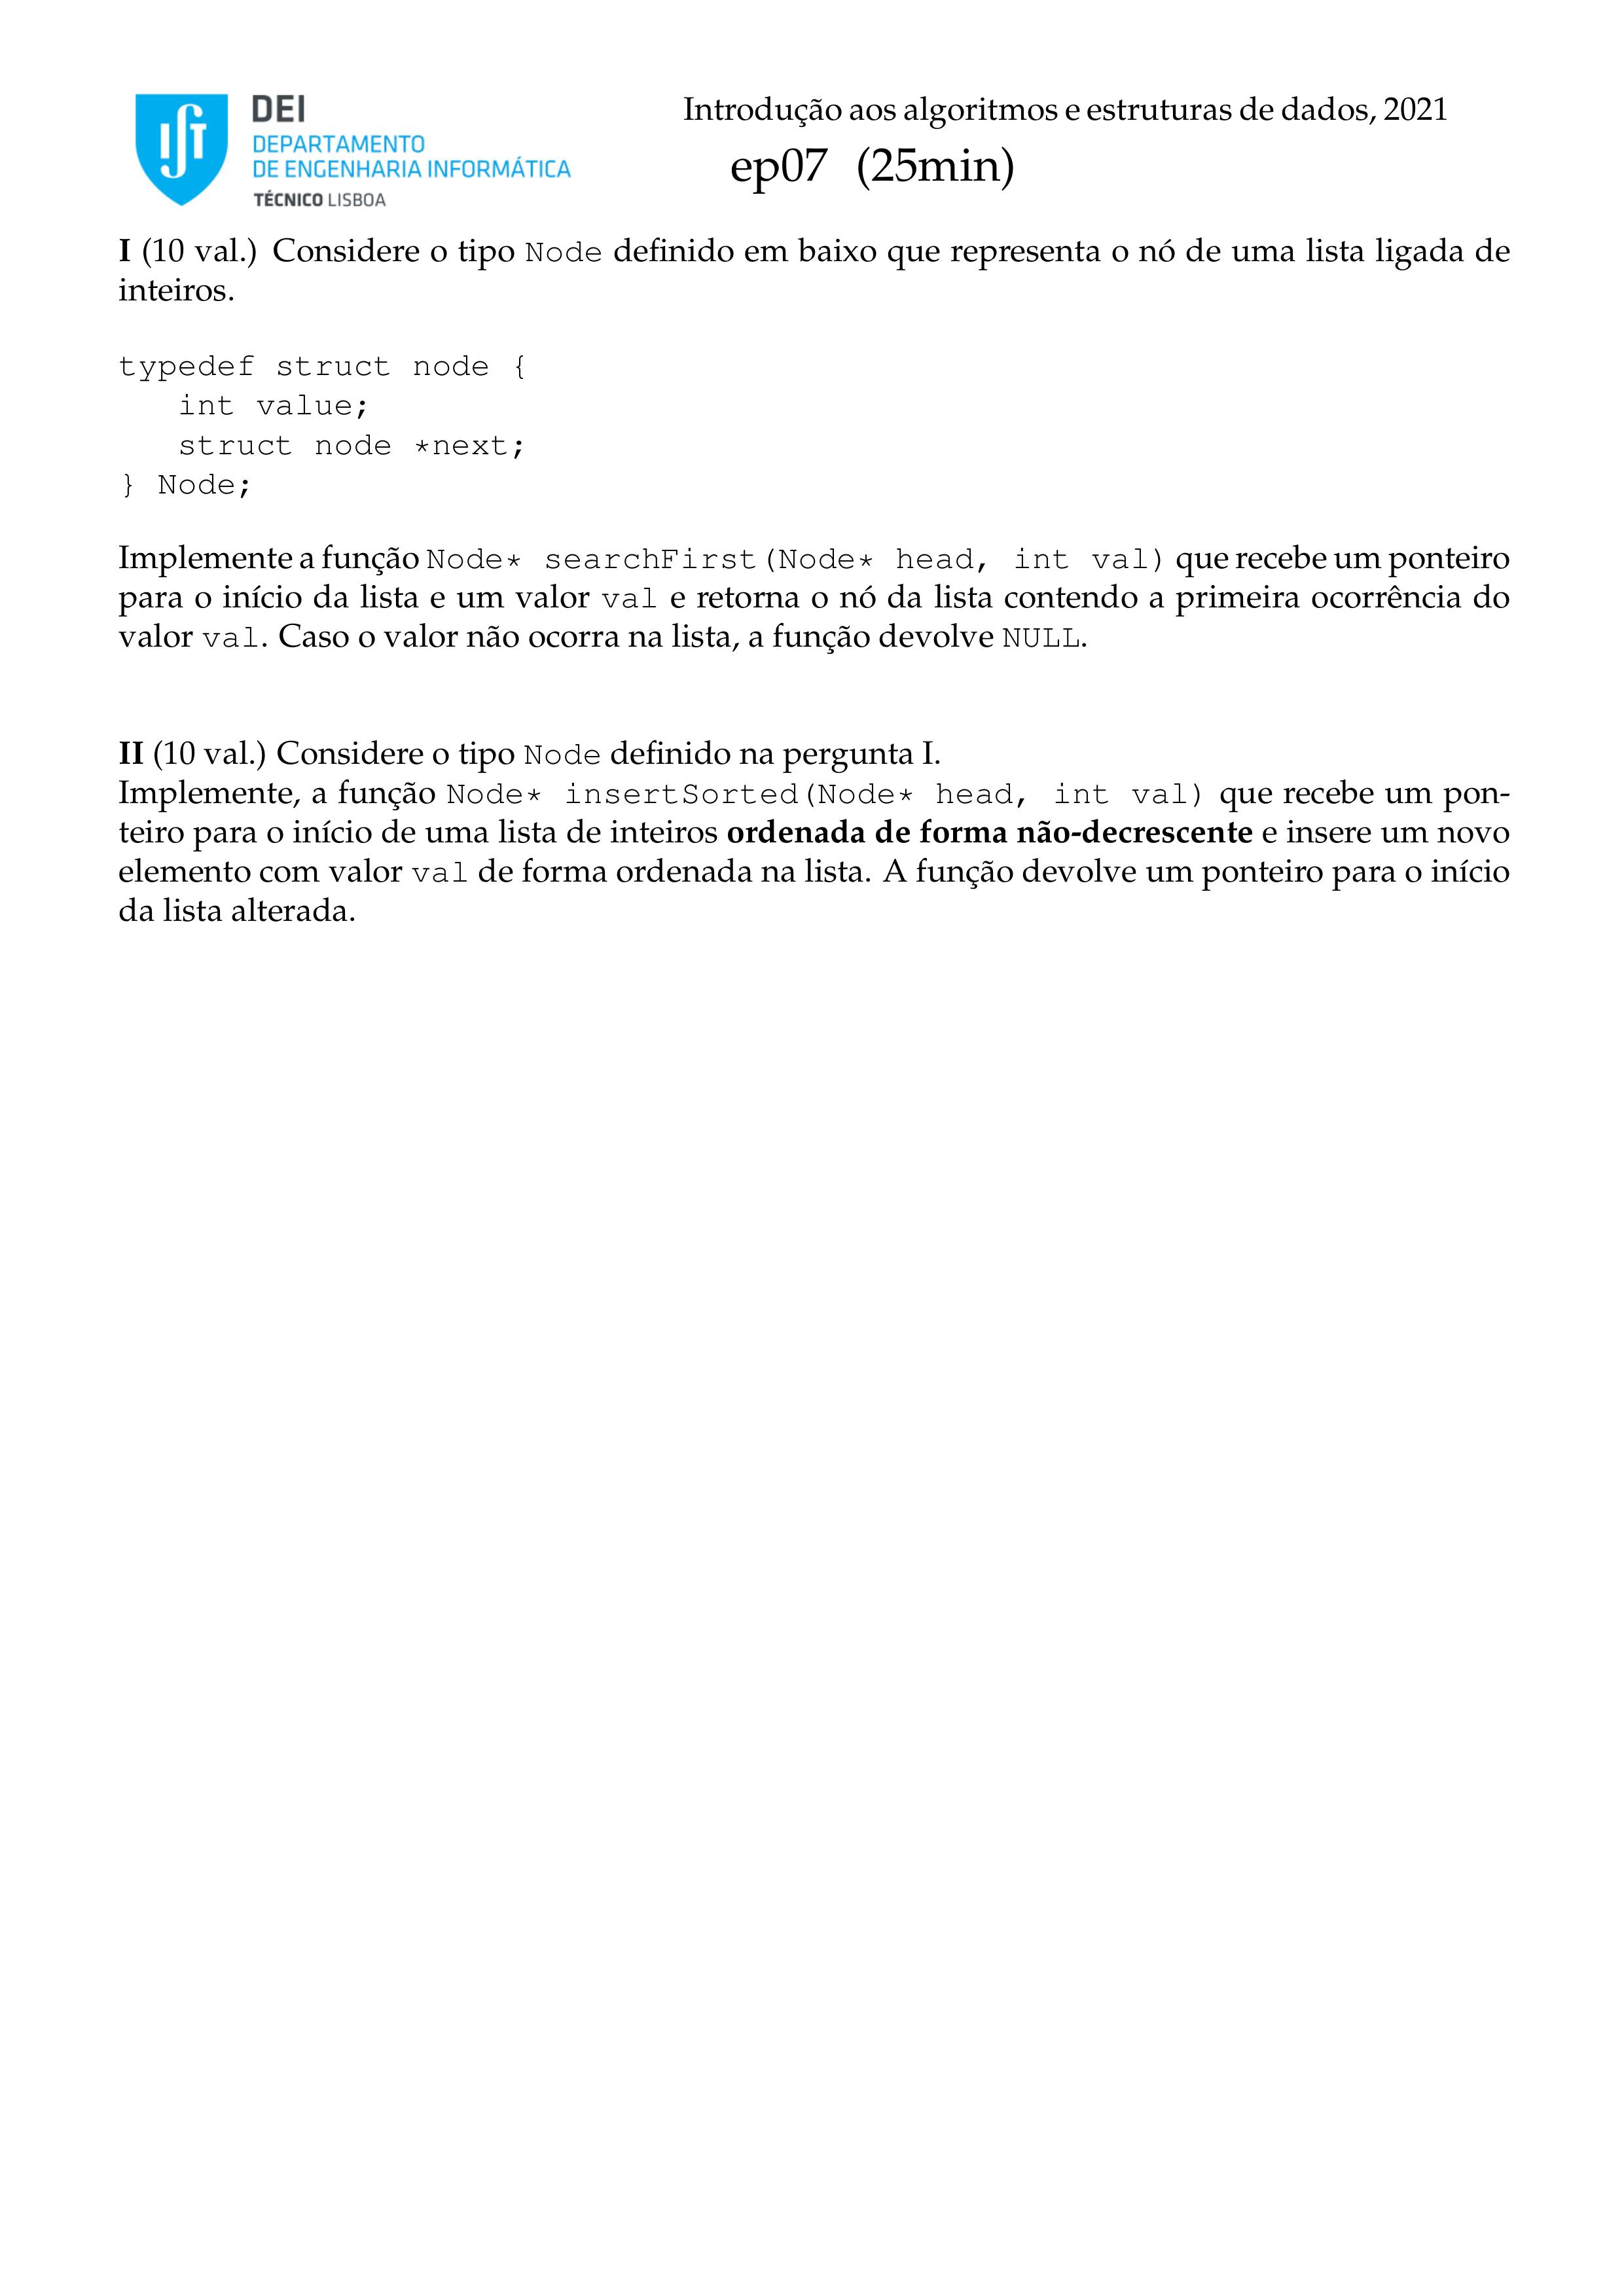 DEI
DEPARTAMENTO
DE ENGENHARIA INFORMÁTICA
TÉCNICO LISBOA
Introdução aos algoritmos e estruturas de dados, 2021
ep07 (25min)
I (10 val.) Considere o tipo Node definido em baixo que representa o nó de uma lista ligada de
inteiros.
typedef struct node {
int value;
struct node *next;
} Node;
Implemente a função Node* searchFirst(Node* head, int val) que recebe um ponteiro
para o início da lista e um valor val e retorna o nó da lista contendo a primeira ocorrência do
valor val. Caso o valor não ocorra na lista, a função devolve NULL.
II (10 val.) Considere o tipo Node definido na pergunta I.
Implemente, a função Node* insertSorted(Node* head, int val) que recebe um pon-
teiro para o início de uma lista de inteiros ordenada de forma não-decrescente e insere um novo
elemento com valor val de forma ordenada na lista. A função devolve um ponteiro para o início
da lista alterada.